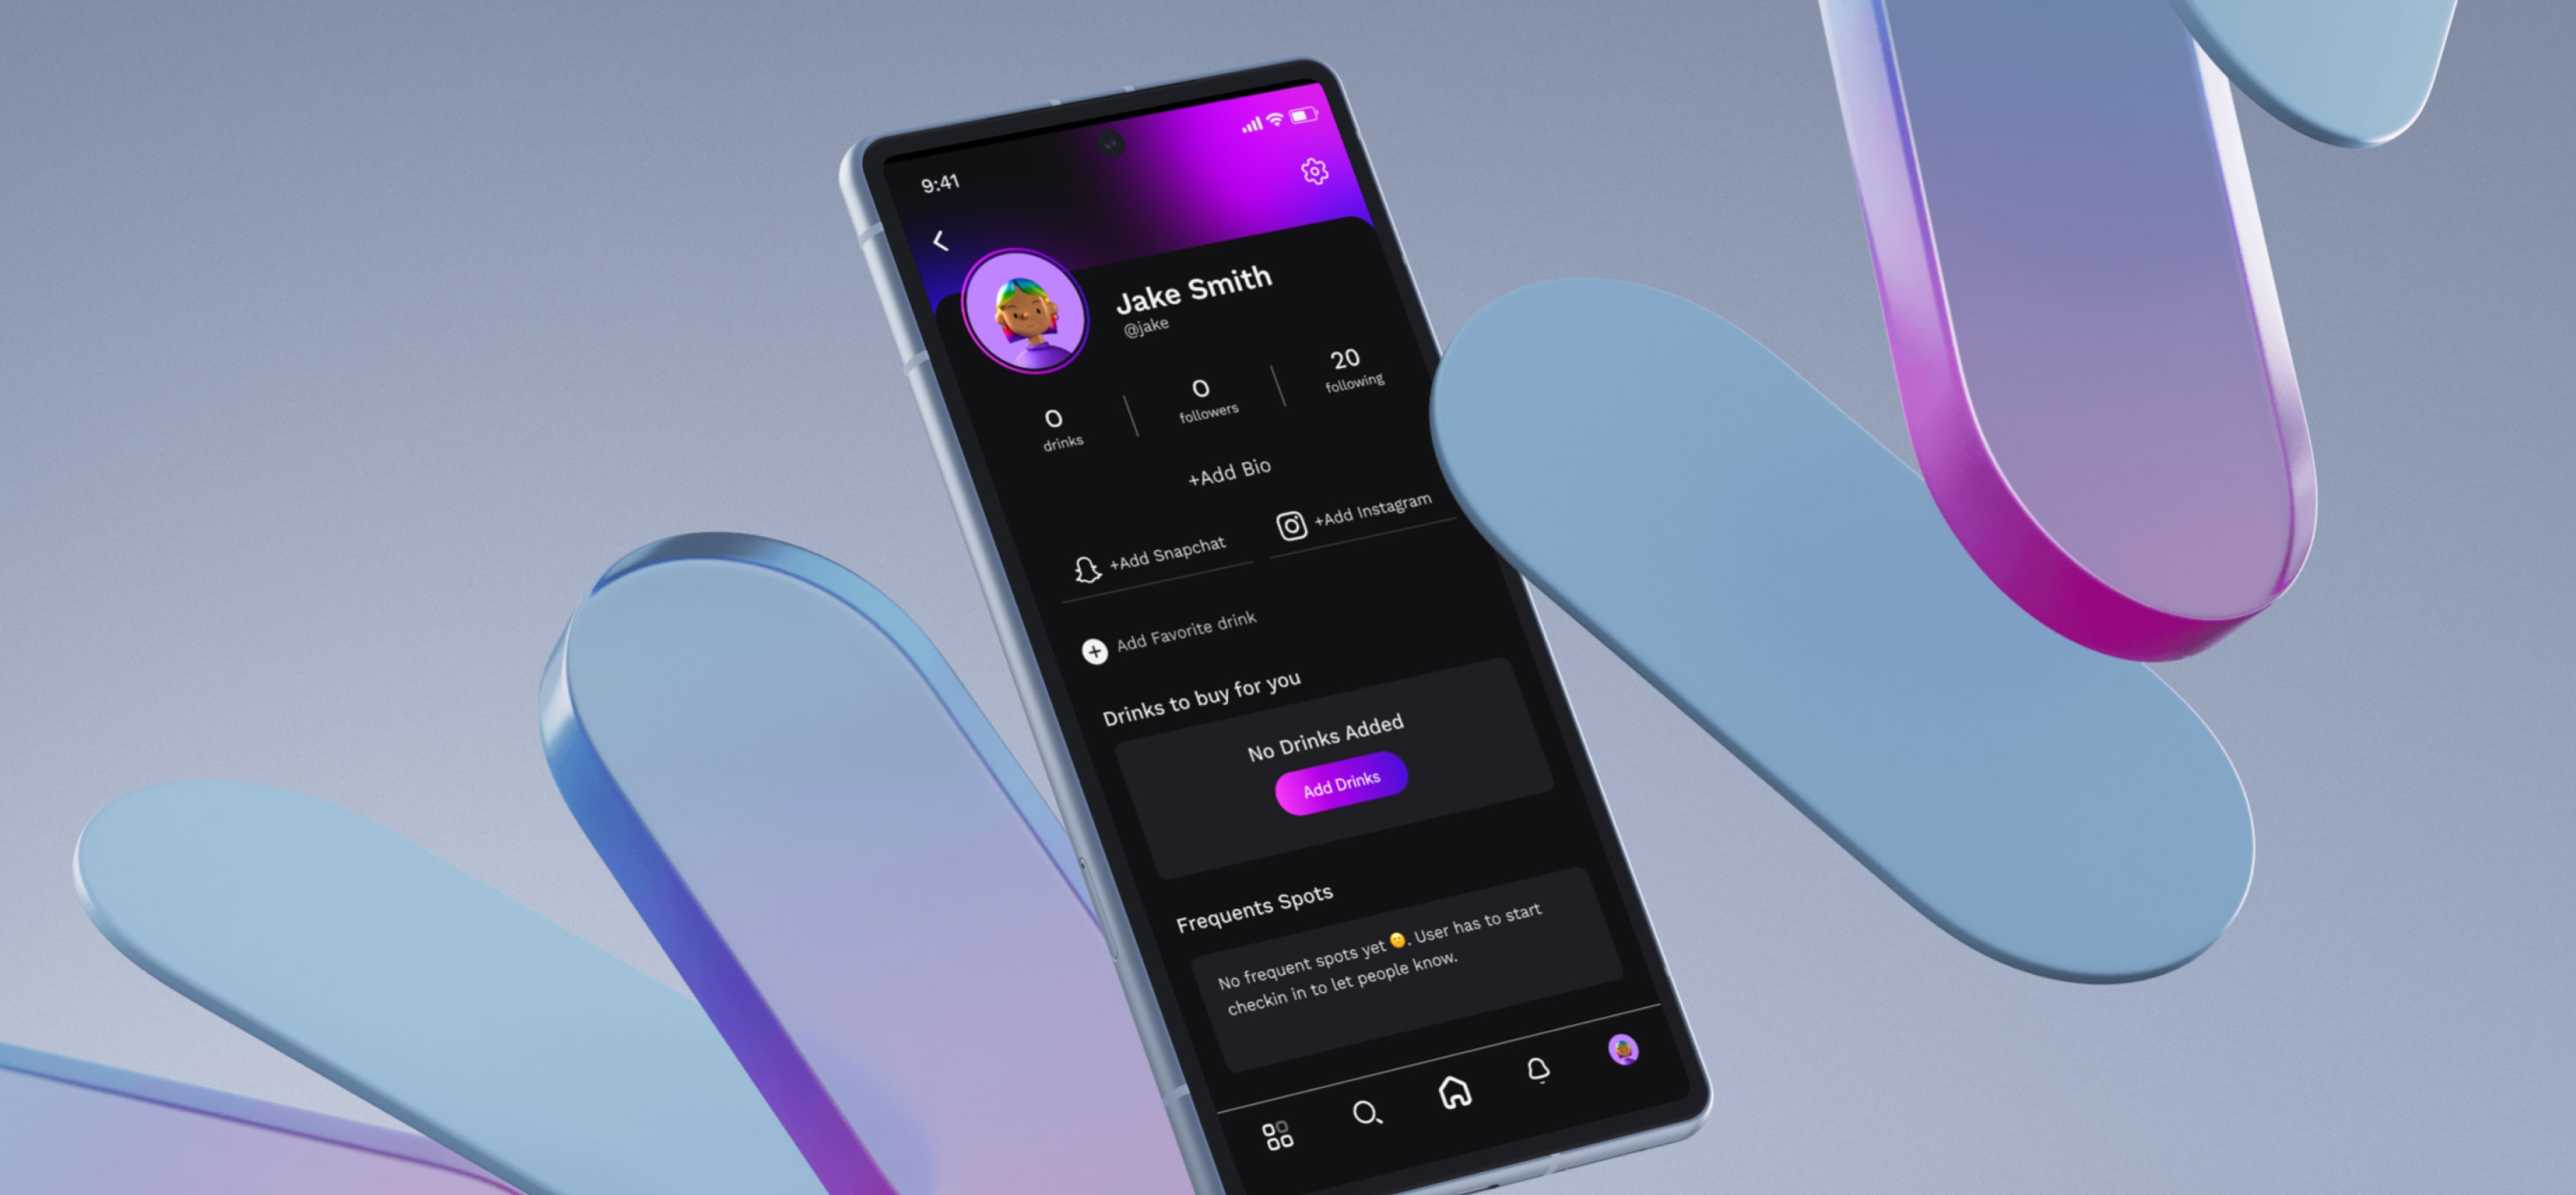 9:41
Jake Smith
@jake
0
drinks
0
followers
20
following
+Add Bio
+Add Snapchat
+Add Instagram
Add Favorite drink
Drinks to buy for you
No Drinks Added
Add Drinks
Frequents Spots
No frequent spots yet 😕. User has to start
checkin in to let people know.